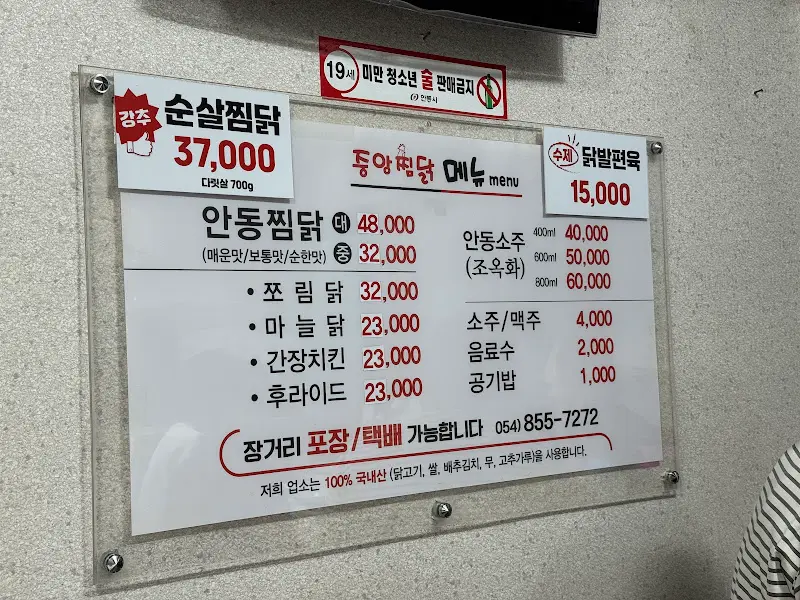 19세 미만 청소년 술 판매금지
안동시
강추 순살찜닭
37,000
다릿살 700g
중앙찜닭 메뉴 menu
수제 닭발편육
15,000
안동찜닭 대 48,000
(매운맛/보통맛/순한맛) 중 32,000
• 쪼림닭 32,000
• 마늘닭 23,000
• 간장치킨 23,000
• 후라이드 23,000
안동소주 400ml 40,000
(조옥화) 600ml 50,000
800ml 60,000
소주/맥주 4,000
음료수 2,000
공기밥 1,000
장거리 포장/택배 가능합니다 054) 855-7272
저희 업소는 100% 국내산 (닭고기, 쌀, 배추김치, 무, 고추가루)을 사용합니다.